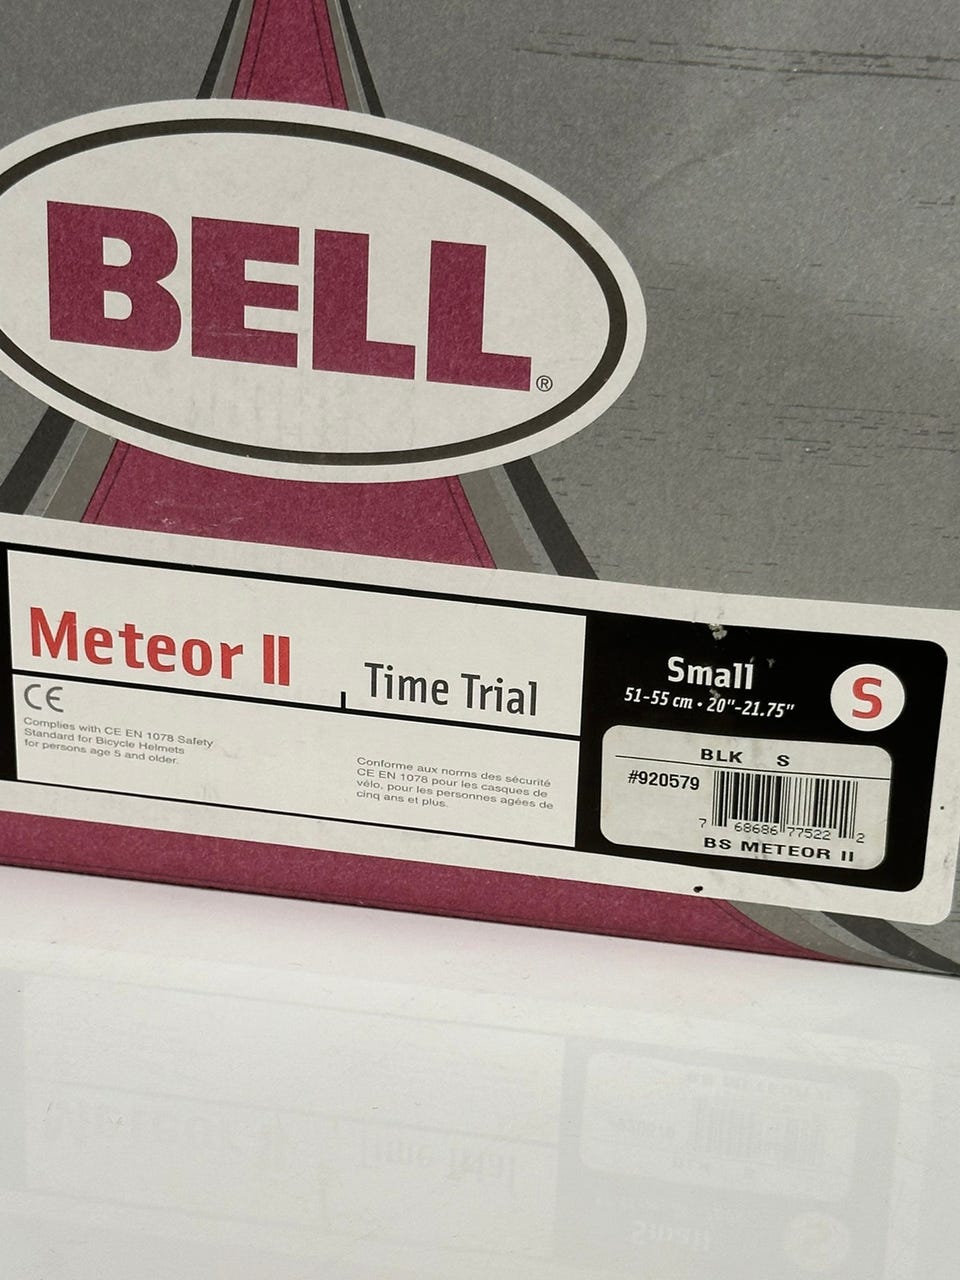 BELL®
Meteor II
Time Trial
CE
Complies with CE EN 1078 Safety
Standard for Bicycle Helmets
for persons age 5 and older.
Conforme aux norms des sécurité
CE EN 1078 pour les casques de
vélo, pour les personnes agées de
cinq ans et plus.
Small
51-55 cm • 20"-21.75"
S
BLK S
#920579
7 68686 77522 2
BS METEOR II